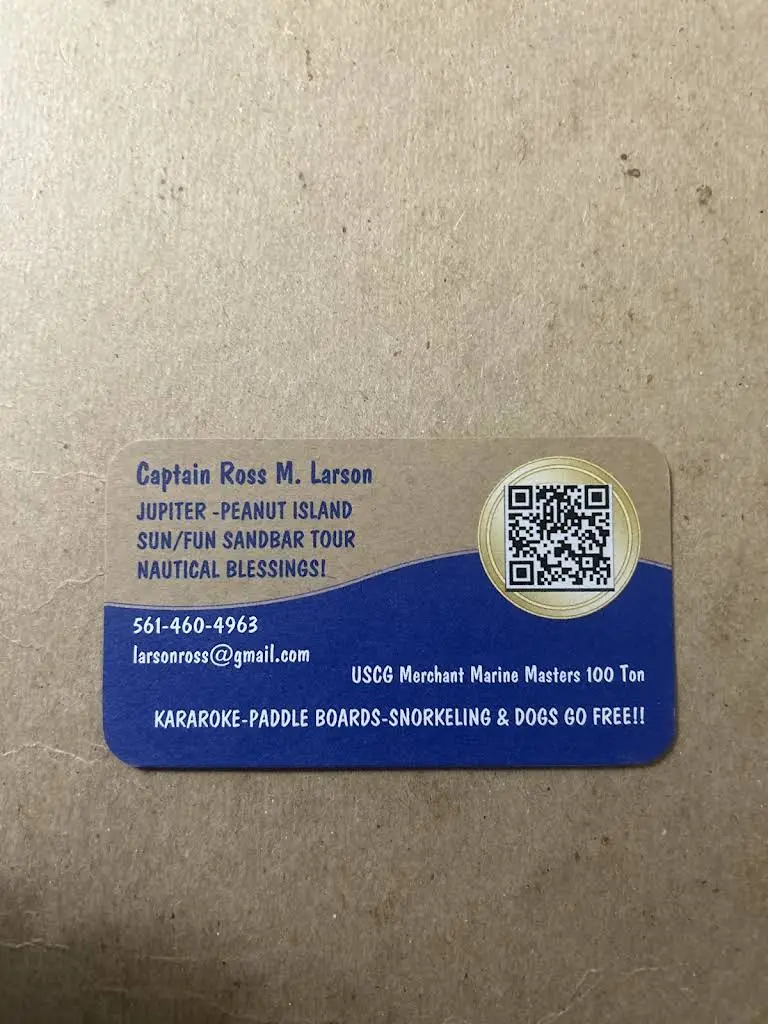 Captain Ross M. Larson
JUPITER -PEANUT ISLAND
SUN/FUN SANDBAR TOUR
NAUTICAL BLESSINGS!
561-460-4963
larsonross@gmail.com
USCG Merchant Marine Masters 100 Ton
KARAROKE-PADDLE BOARDS-SNORKELING & DOGS GO FREE!!